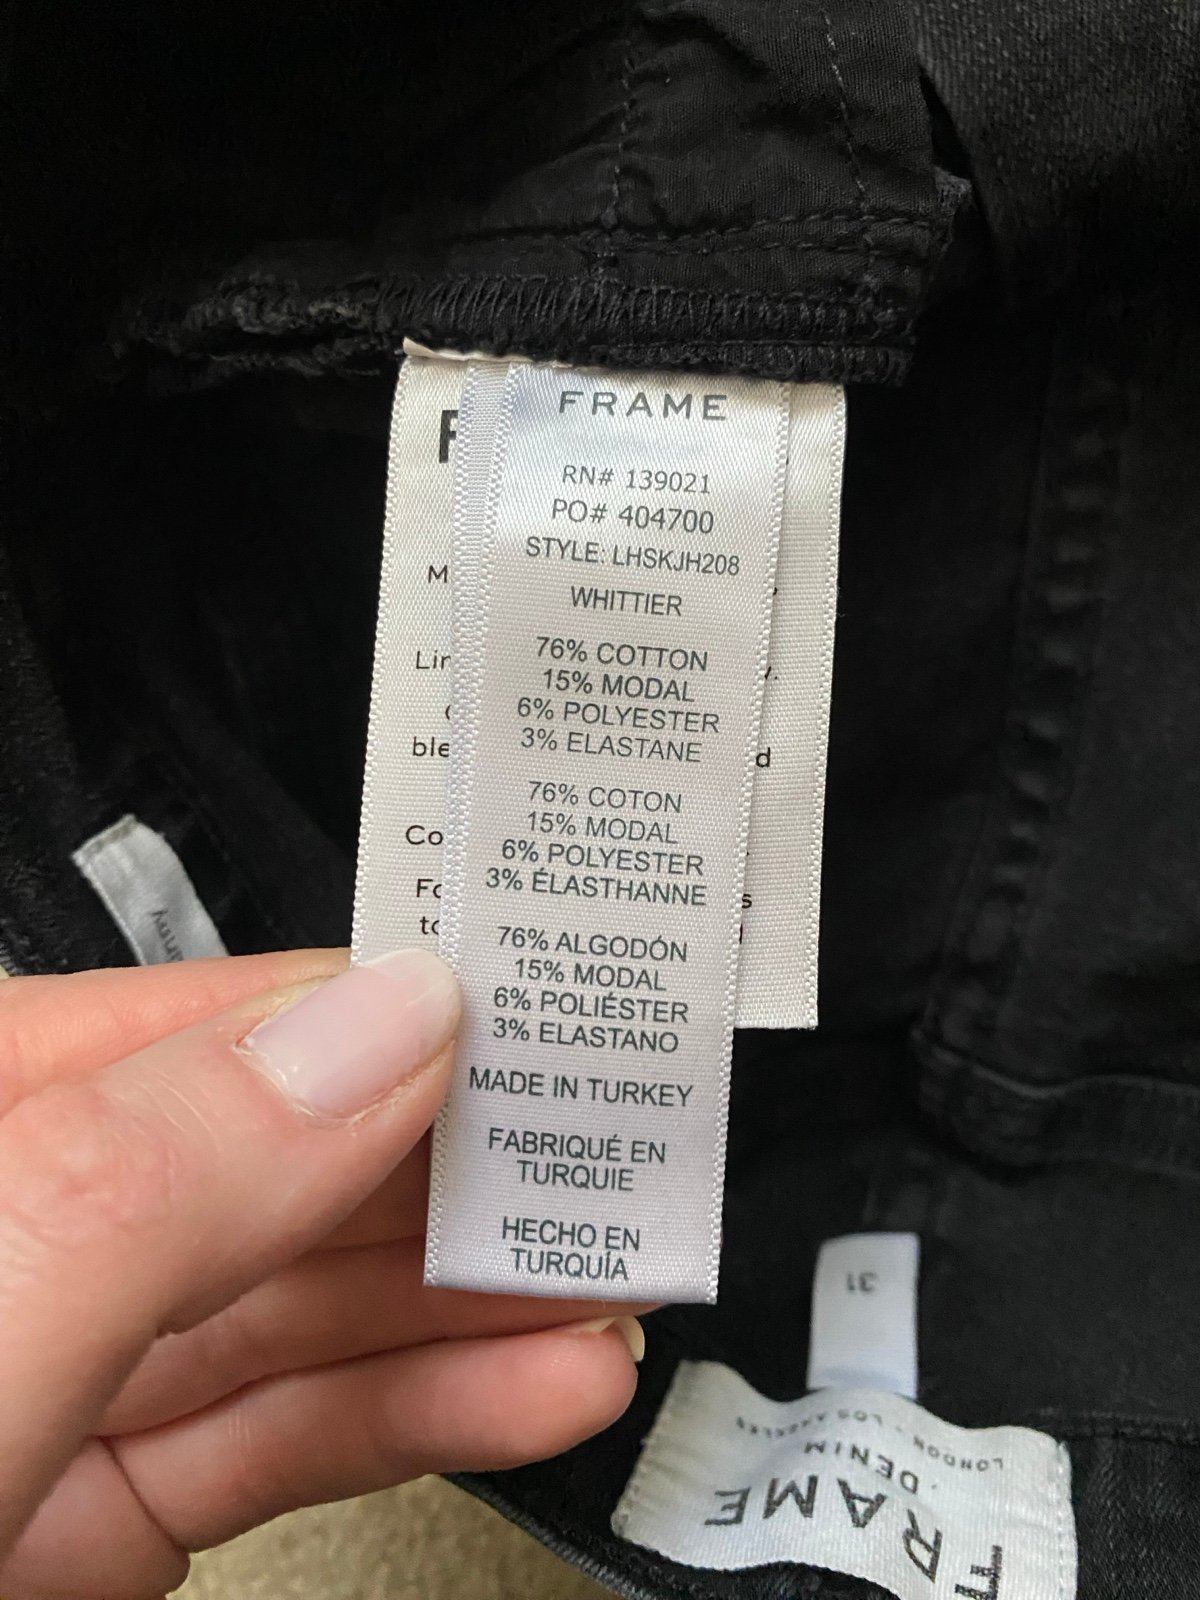 FRAME
RN# 139021
PO# 404700
STYLE: LHSKJH208
WHITTIER
76% COTTON
15% MODAL
6% POLYESTER
3% ELASTANE
76% COTON
15% MODAL
6% POLYESTER
3% ÉLASTHANNE
76% ALGODÓN
15% MODAL
6% POLIÉSTER
3% ELASTANO
MADE IN TURKEY
FABRIQUÉ EN
TURQUIE
HECHO EN
TURQUÍA
31
FRAME
· DENIM
LONDON - LOS ANGELES